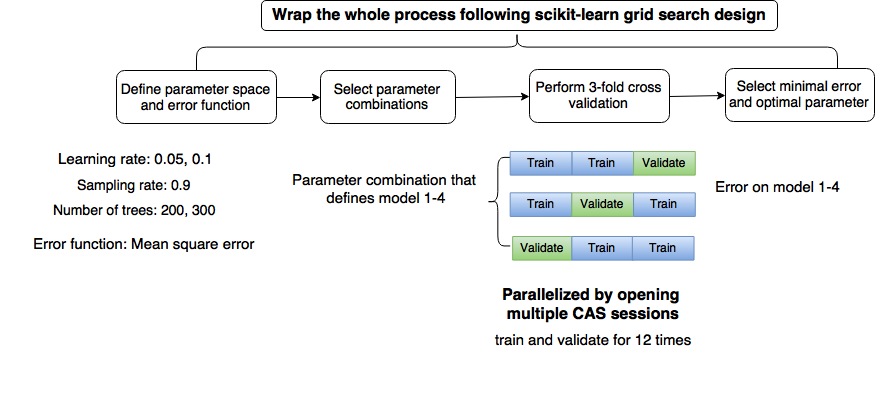 Wrap the whole process following scikit-learn grid search design
Define parameter space
and error function
Select parameter
combinations
Perform 3-fold cross
validation
Select minimal error
and optimal parameter
Learning rate: 0.05, 0.1
Sampling rate: 0.9
Number of trees: 200, 300
Error function: Mean square error
Parameter combination that
defines model 1-4
Train Train Validate
Train Validate Train
Validate Train Train
Error on model 1-4
Parallelized by opening
multiple CAS sessions
train and validate for 12 times